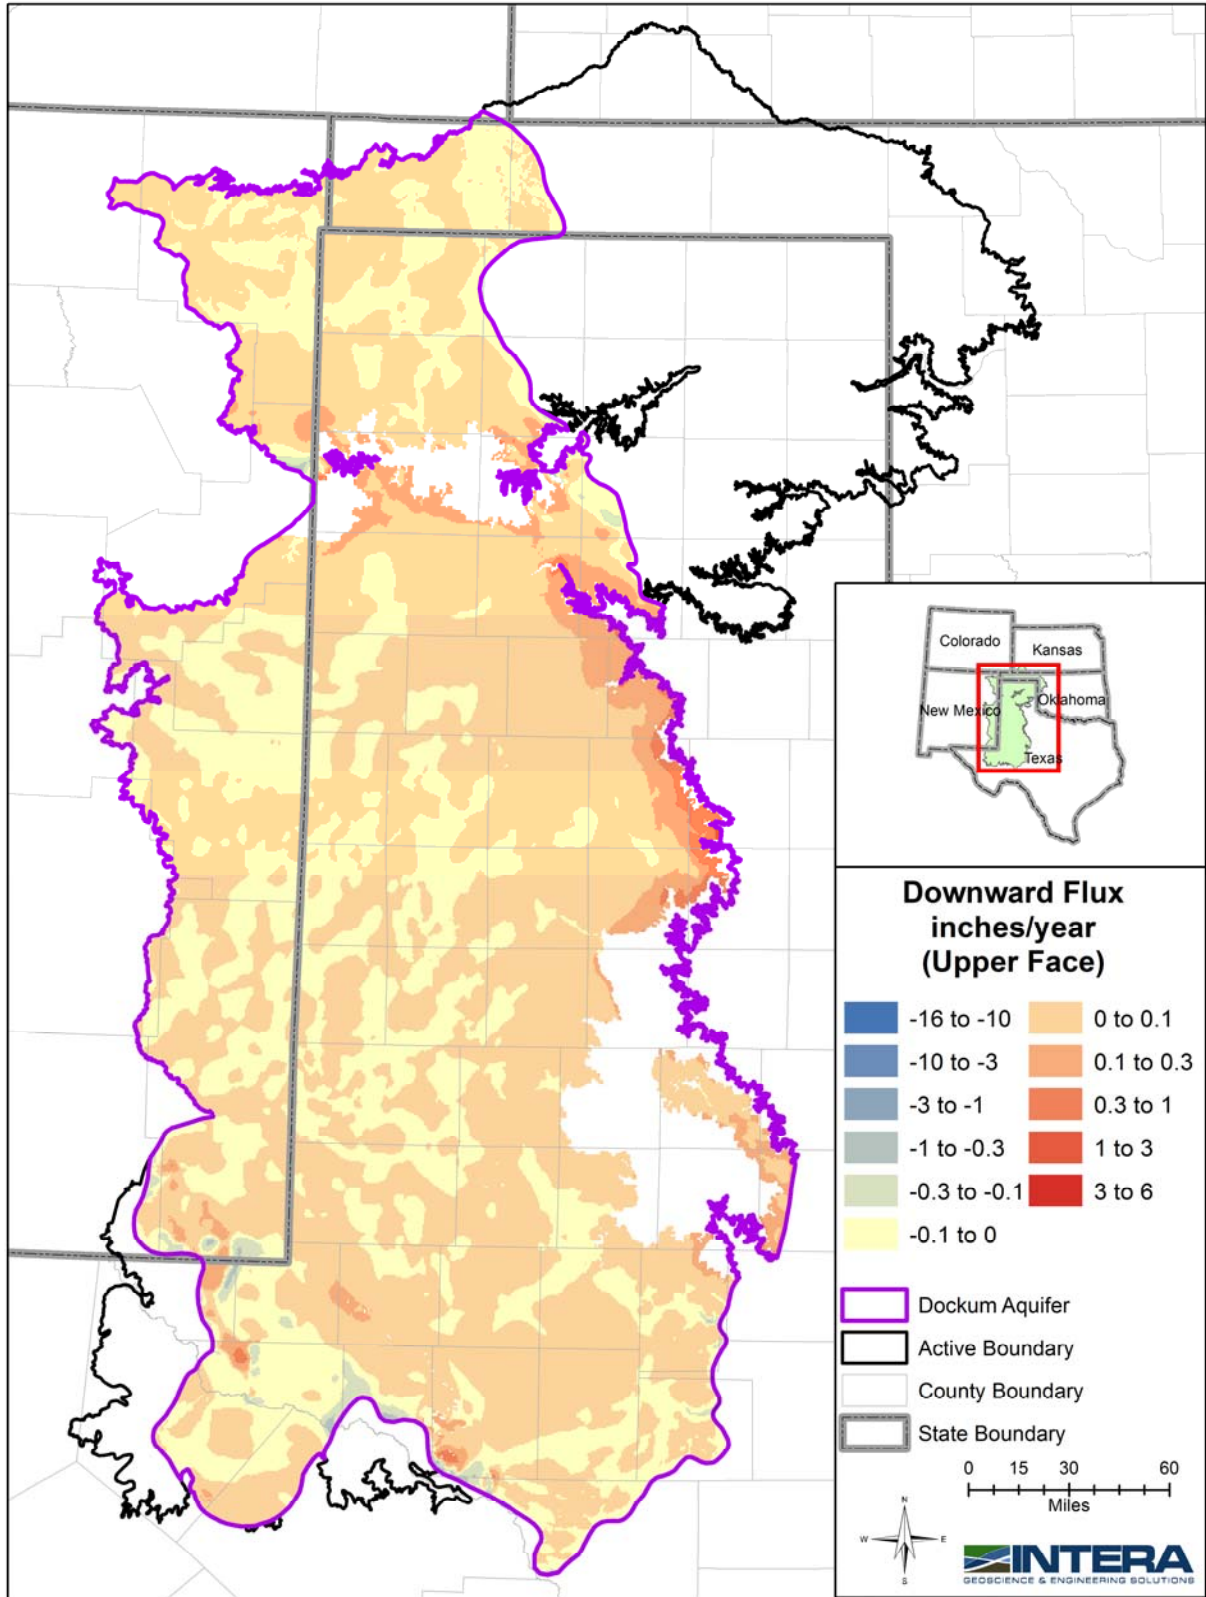 Colorado
Kansas
New Mexico
Oklahoma
Texas
Downward Flux
inches/year
(Upper Face)
-16 to -10
0 to 0.1
-10 to -3
0.1 to 0.3
-3 to -1
0.3 to 1
-1 to -0.3
1 to 3
-0.3 to -0.1
3 to 6
-0.1 to 0
Dockum Aquifer
Active Boundary
County Boundary
State Boundary
0 15 30 60
Miles
N
W E
S
INTERA
GEOSCIENCE & ENGINEERING SOLUTIONS